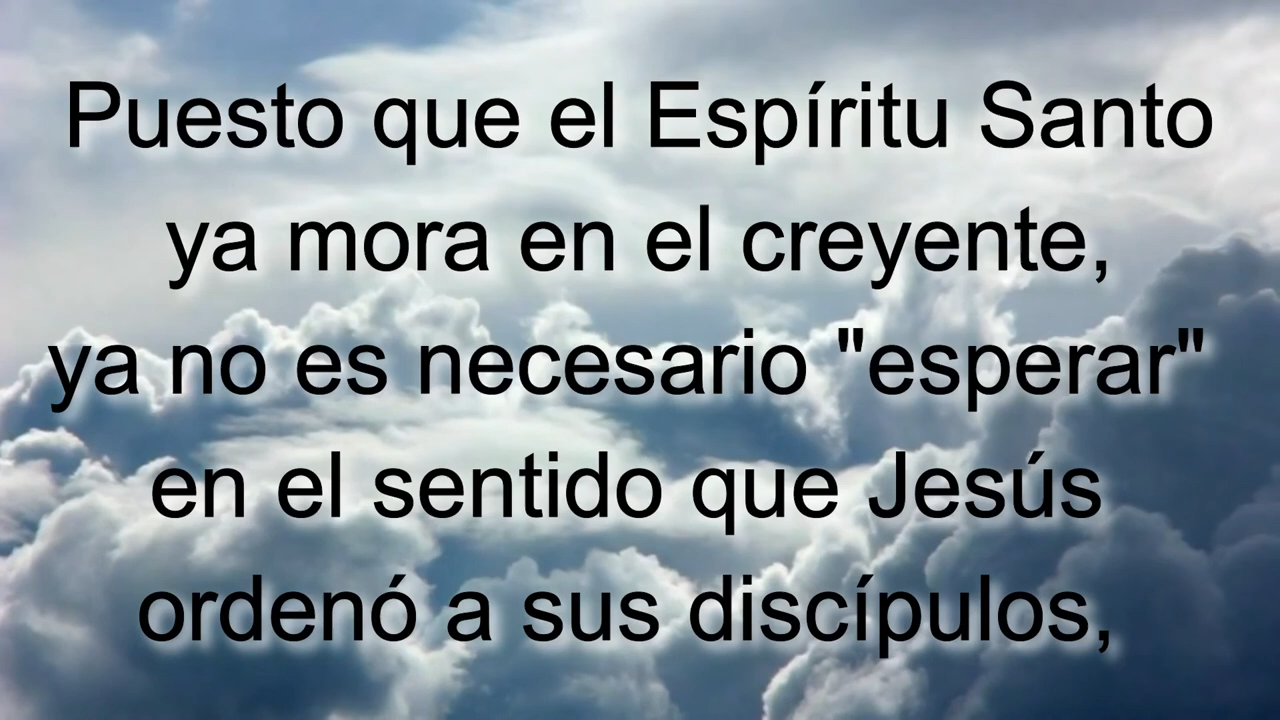 Puesto que el Espíritu Santo
ya mora en el creyente,
ya no es necesario "esperar"
en el sentido que Jesús
ordenó a sus discípulos,